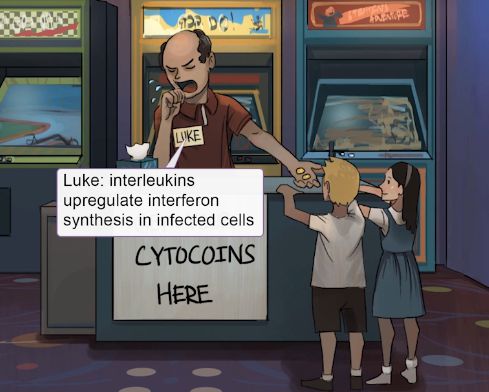 LUKE
Luke: interleukins
upregulate interferon
synthesis in infected cells
CYTOCOINS
HERE